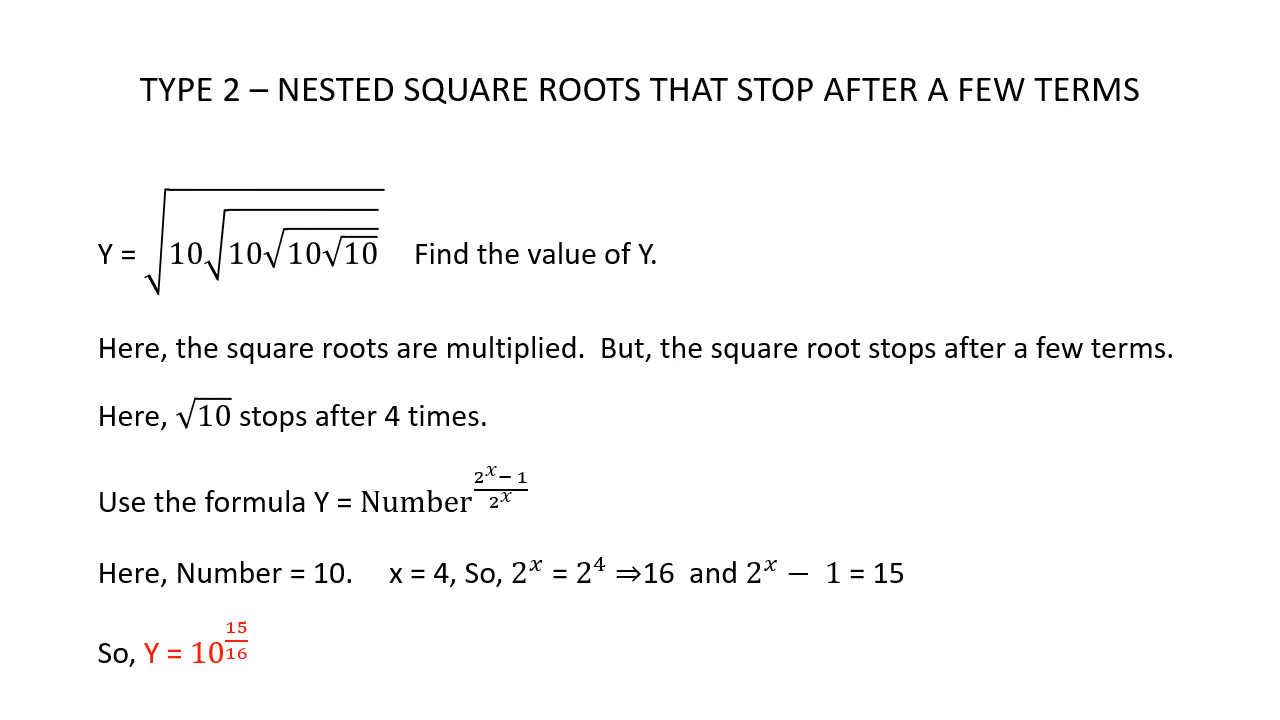 TYPE 2 – NESTED SQUARE ROOTS THAT STOP AFTER A FEW TERMS
Y = √(10√(10√(10√10))) Find the value of Y.
Here, the square roots are multiplied. But, the square root stops after a few terms.
Here, √10 stops after 4 times.
Use the formula Y = Number^((2^x − 1)/(2^x))
Here, Number = 10. x = 4, So, 2^x = 2^4 ⇒16 and 2^x − 1 = 15
So, Y = 10^(15/16)